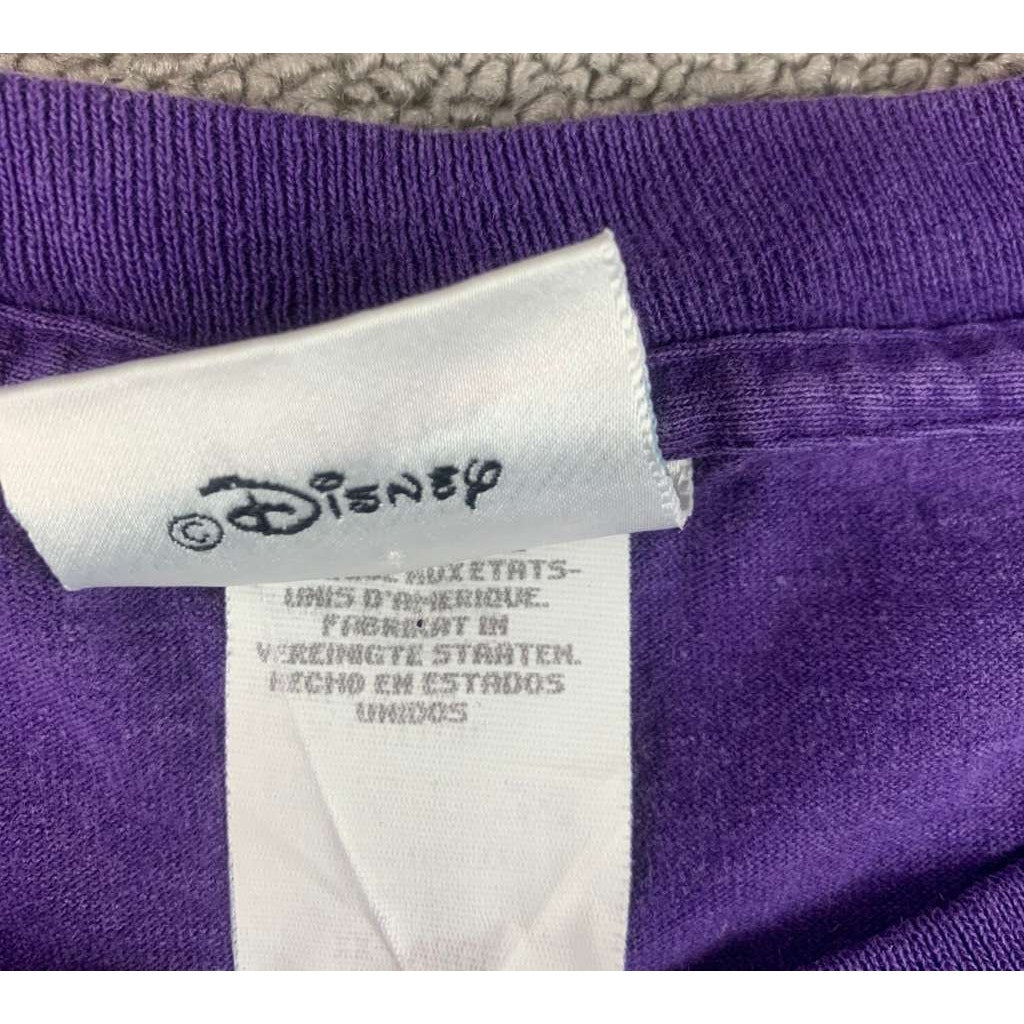 © Disney
AUX ETATS-
UNIS D'AMERIQUE.
FABRIKAT IN
VEREINIGTE STAATEN.
HECHO EN ESTADOS
UNIDOS